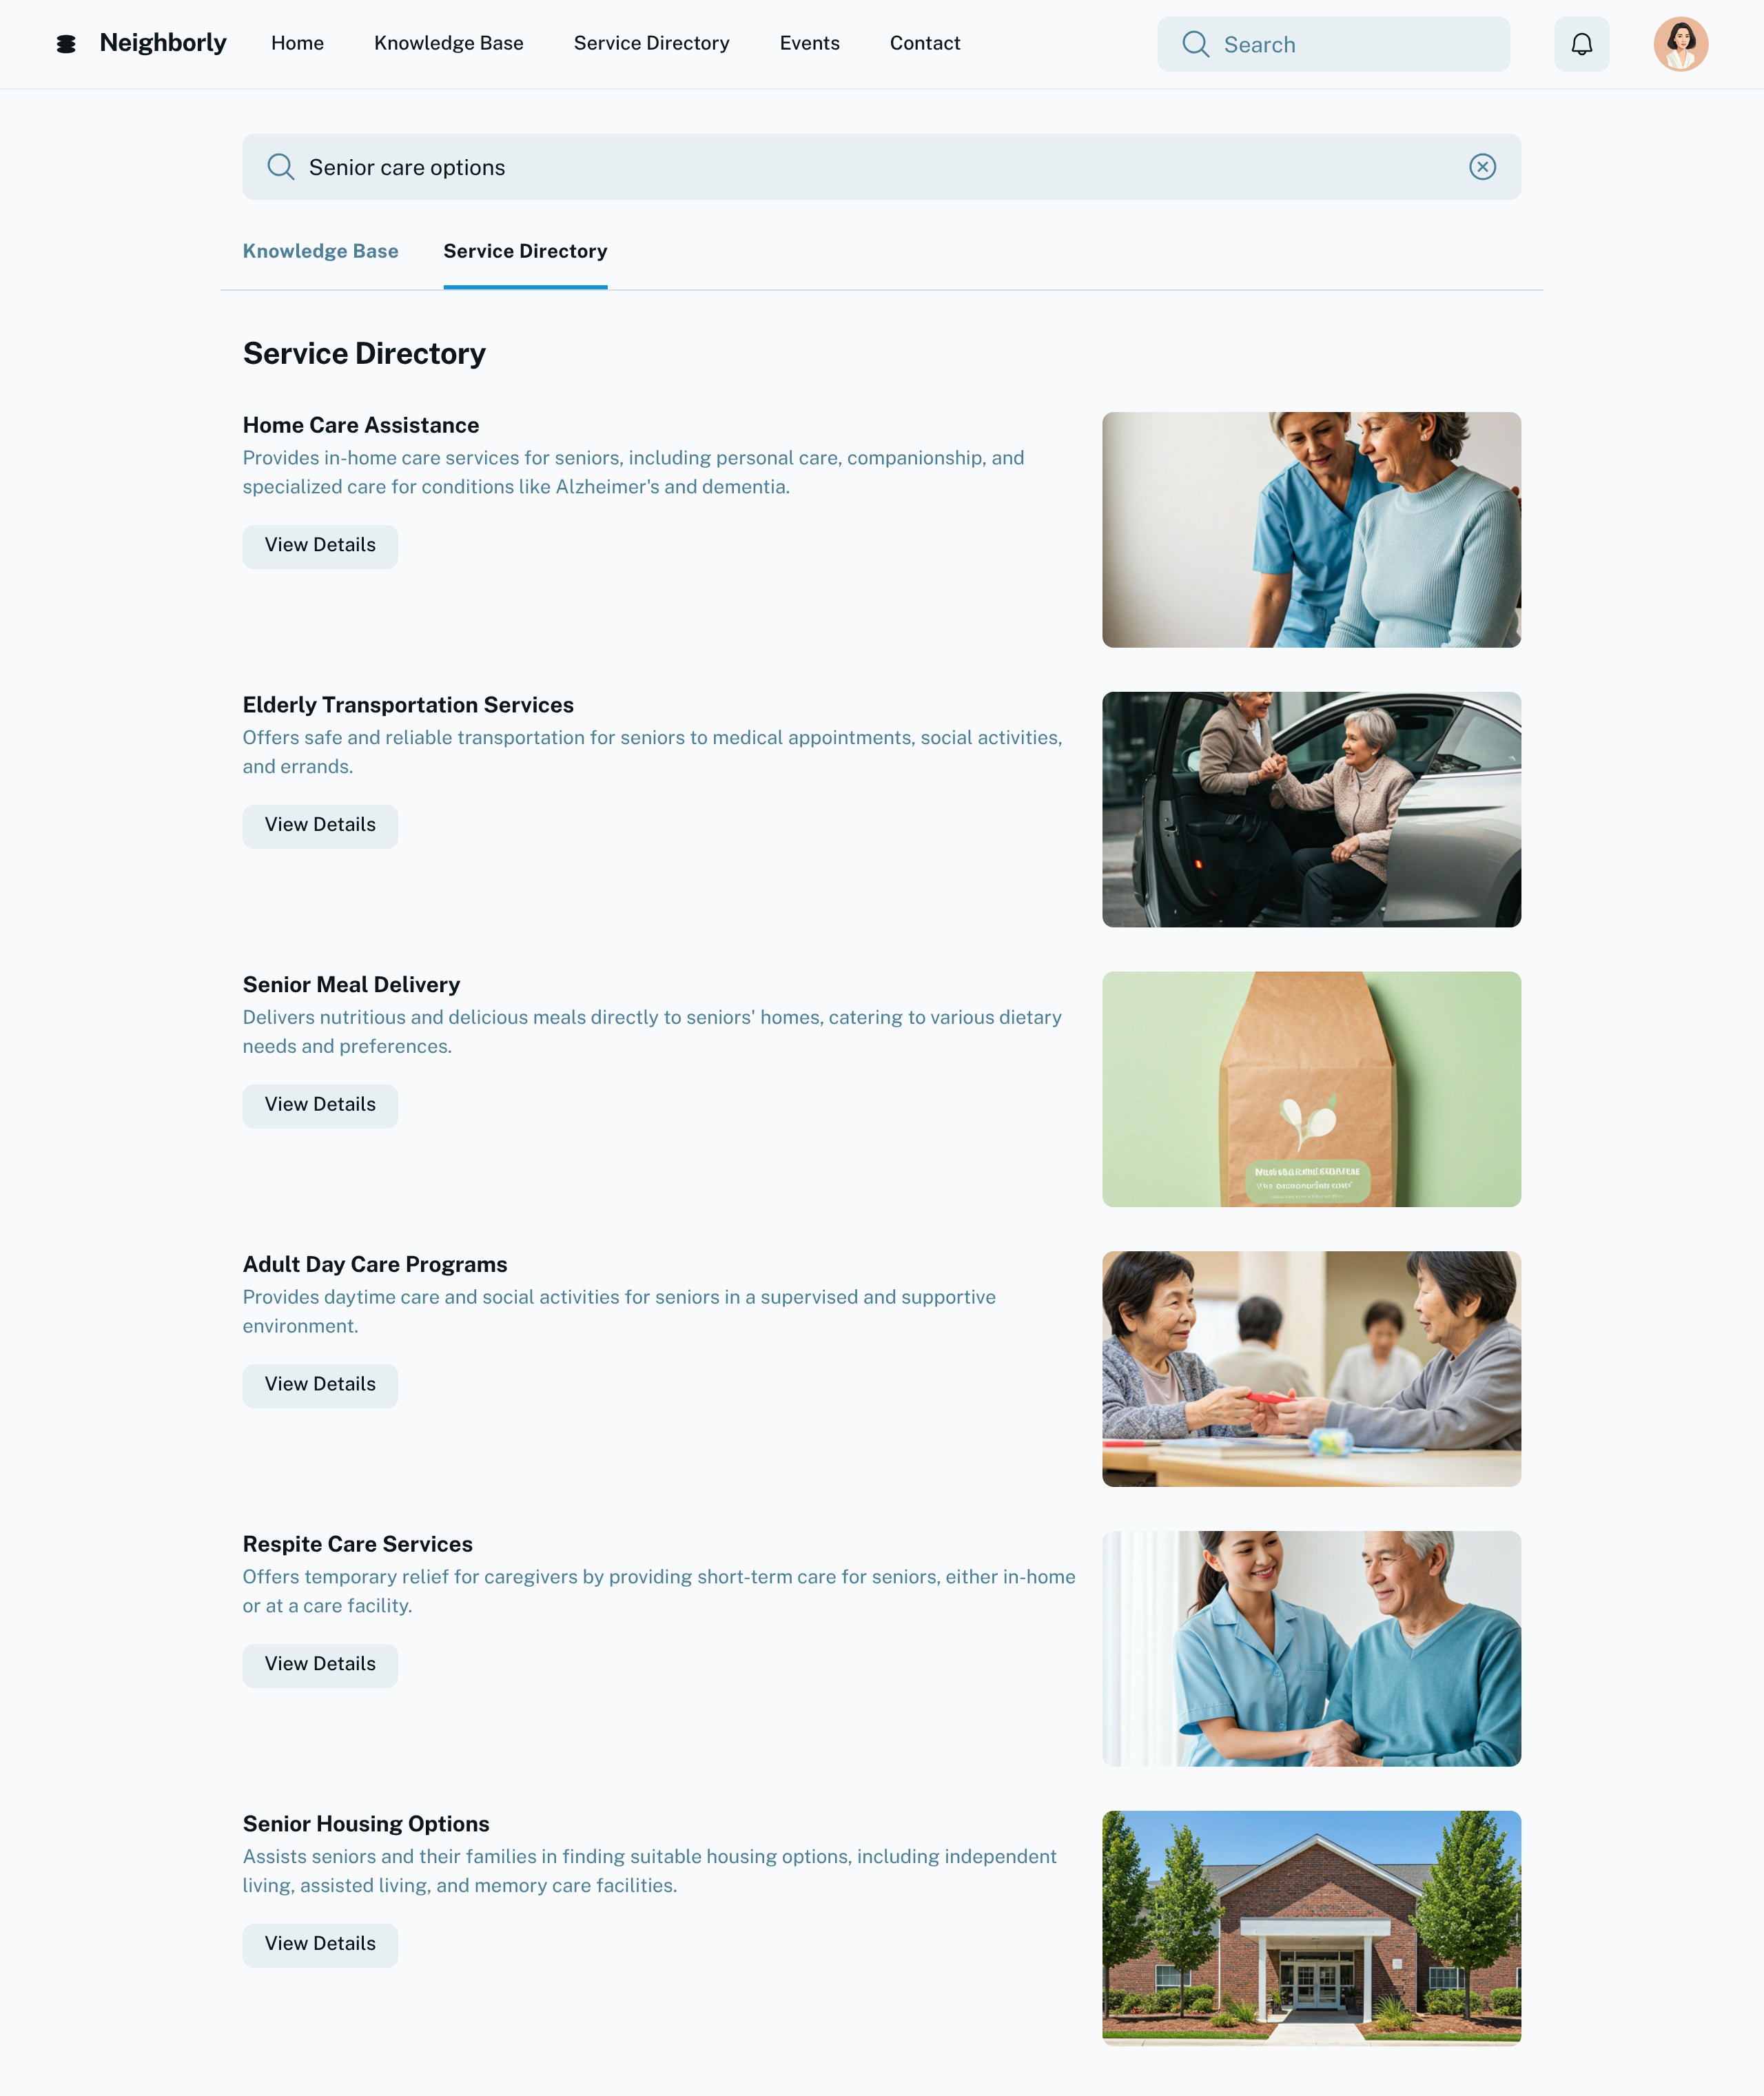 Neighborly
Home
Knowledge Base
Service Directory
Events
Contact
Search
Senior care options
Knowledge Base
Service Directory
Service Directory
Home Care Assistance
Provides in-home care services for seniors, including personal care, companionship, and
specialized care for conditions like Alzheimer's and dementia.
View Details
Elderly Transportation Services
Offers safe and reliable transportation for seniors to medical appointments, social activities,
and errands.
View Details
Senior Meal Delivery
Delivers nutritious and delicious meals directly to seniors' homes, catering to various dietary
needs and preferences.
View Details
Adult Day Care Programs
Provides daytime care and social activities for seniors in a supervised and supportive
environment.
View Details
Respite Care Services
Offers temporary relief for caregivers by providing short-term care for seniors, either in-home
or at a care facility.
View Details
Senior Housing Options
Assists seniors and their families in finding suitable housing options, including independent
living, assisted living, and memory care facilities.
View Details